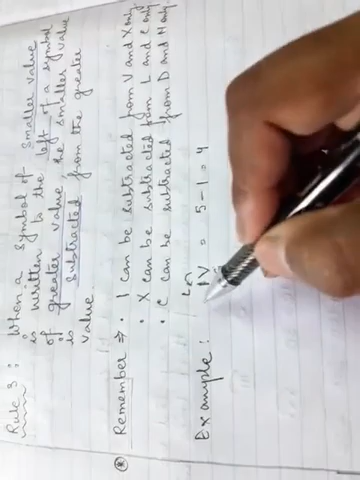 Rule 3 : When a symbol of smaller value
is written to the left of a symbol
of greater value, the smaller value
is subtracted from the greater
value
Remember ⇒ • I can be subtracted from V and X only
• X can be subtracted from L and C only
• C can be subtracted from D and M only.
Example : IV = 5-1 = 4